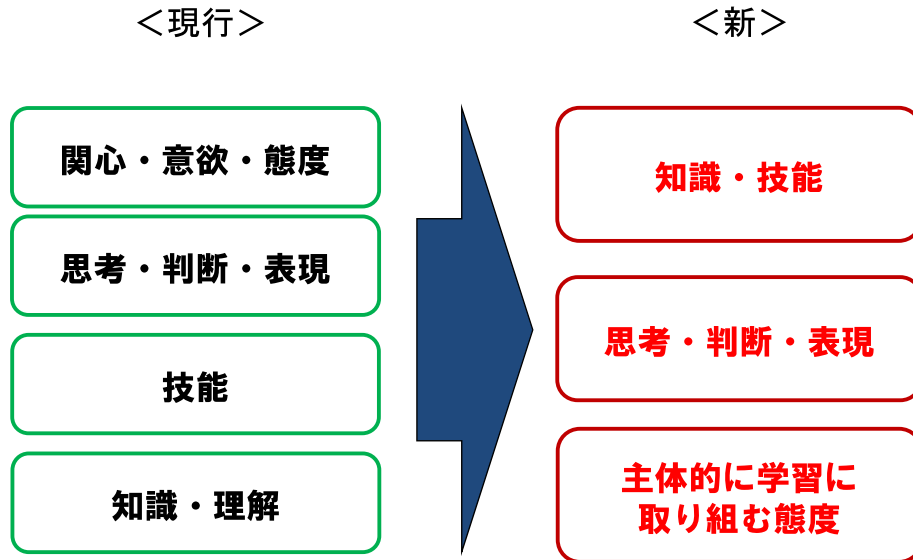 ＜現行＞
関心・意欲・態度
思考・判断・表現
技能
知識・理解
＜新＞
知識・技能
思考・判断・表現
主体的に学習に
取り組む態度